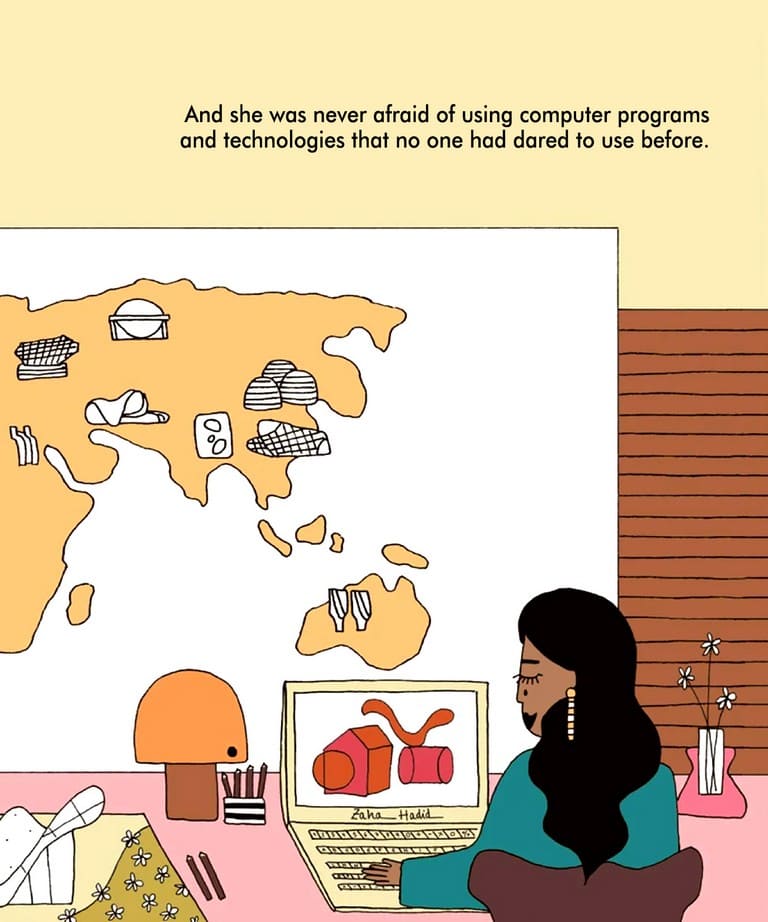 And she was never afraid of using computer programs
and technologies that no one had dared to use before.
Zaha Hadid